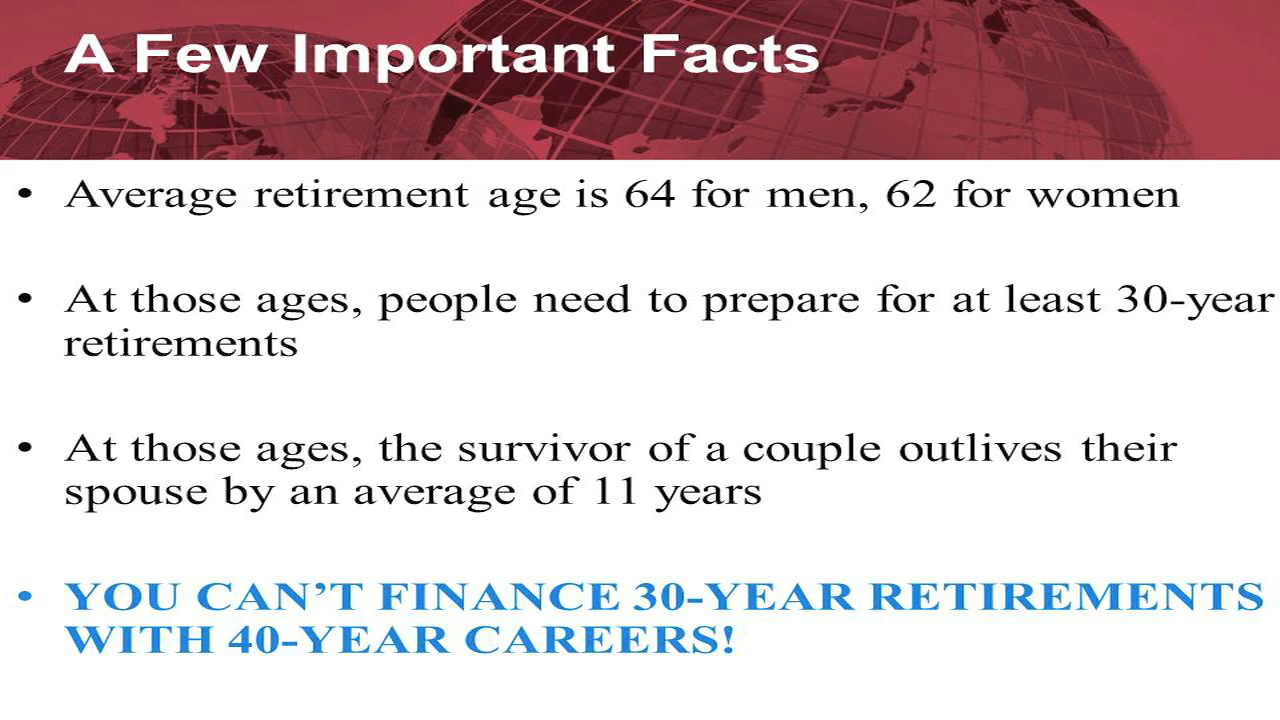 A Few Important Facts
• Average retirement age is 64 for men, 62 for women
• At those ages, people need to prepare for at least 30-year
retirements
• At those ages, the survivor of a couple outlives their
spouse by an average of 11 years
• YOU CAN’T FINANCE 30-YEAR RETIREMENTS
WITH 40-YEAR CAREERS!